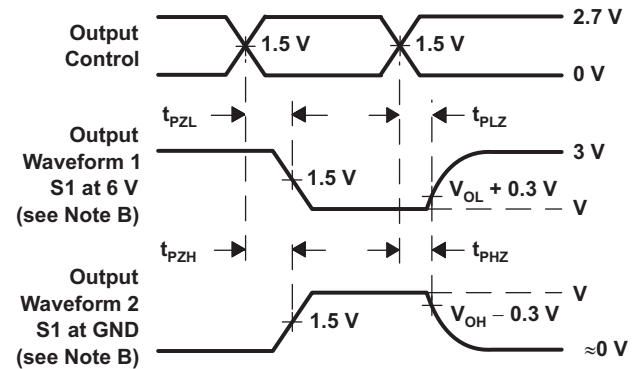 2.7 V
Output
Control
1.5 V
1.5 V
0 V
tPZL
tPLZ
Output
Waveform 1
S1 at 6 V
(see Note B)
3 V
1.5 V
VOL + 0.3 V
V
tPZH
tPHZ
Output
Waveform 2
S1 at GND
(see Note B)
V
1.5 V
VOH − 0.3 V
≈0 V